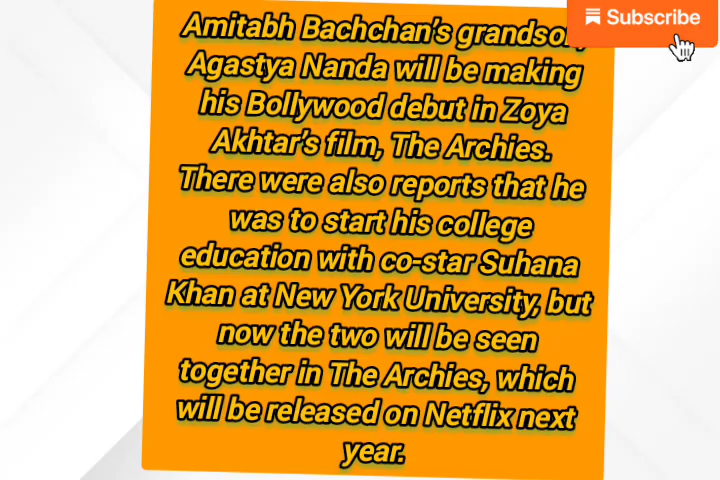 Subscribe
Amitabh Bachchan's grandson,
Agastya Nanda will be making
his Bollywood debut in Zoya
Akhtar's film, The Archies.
There were also reports that he
was to start his college
education with co-star Suhana
Khan at New York University, but
now the two will be seen
together in The Archies, which
will be released on Netflix next
year.